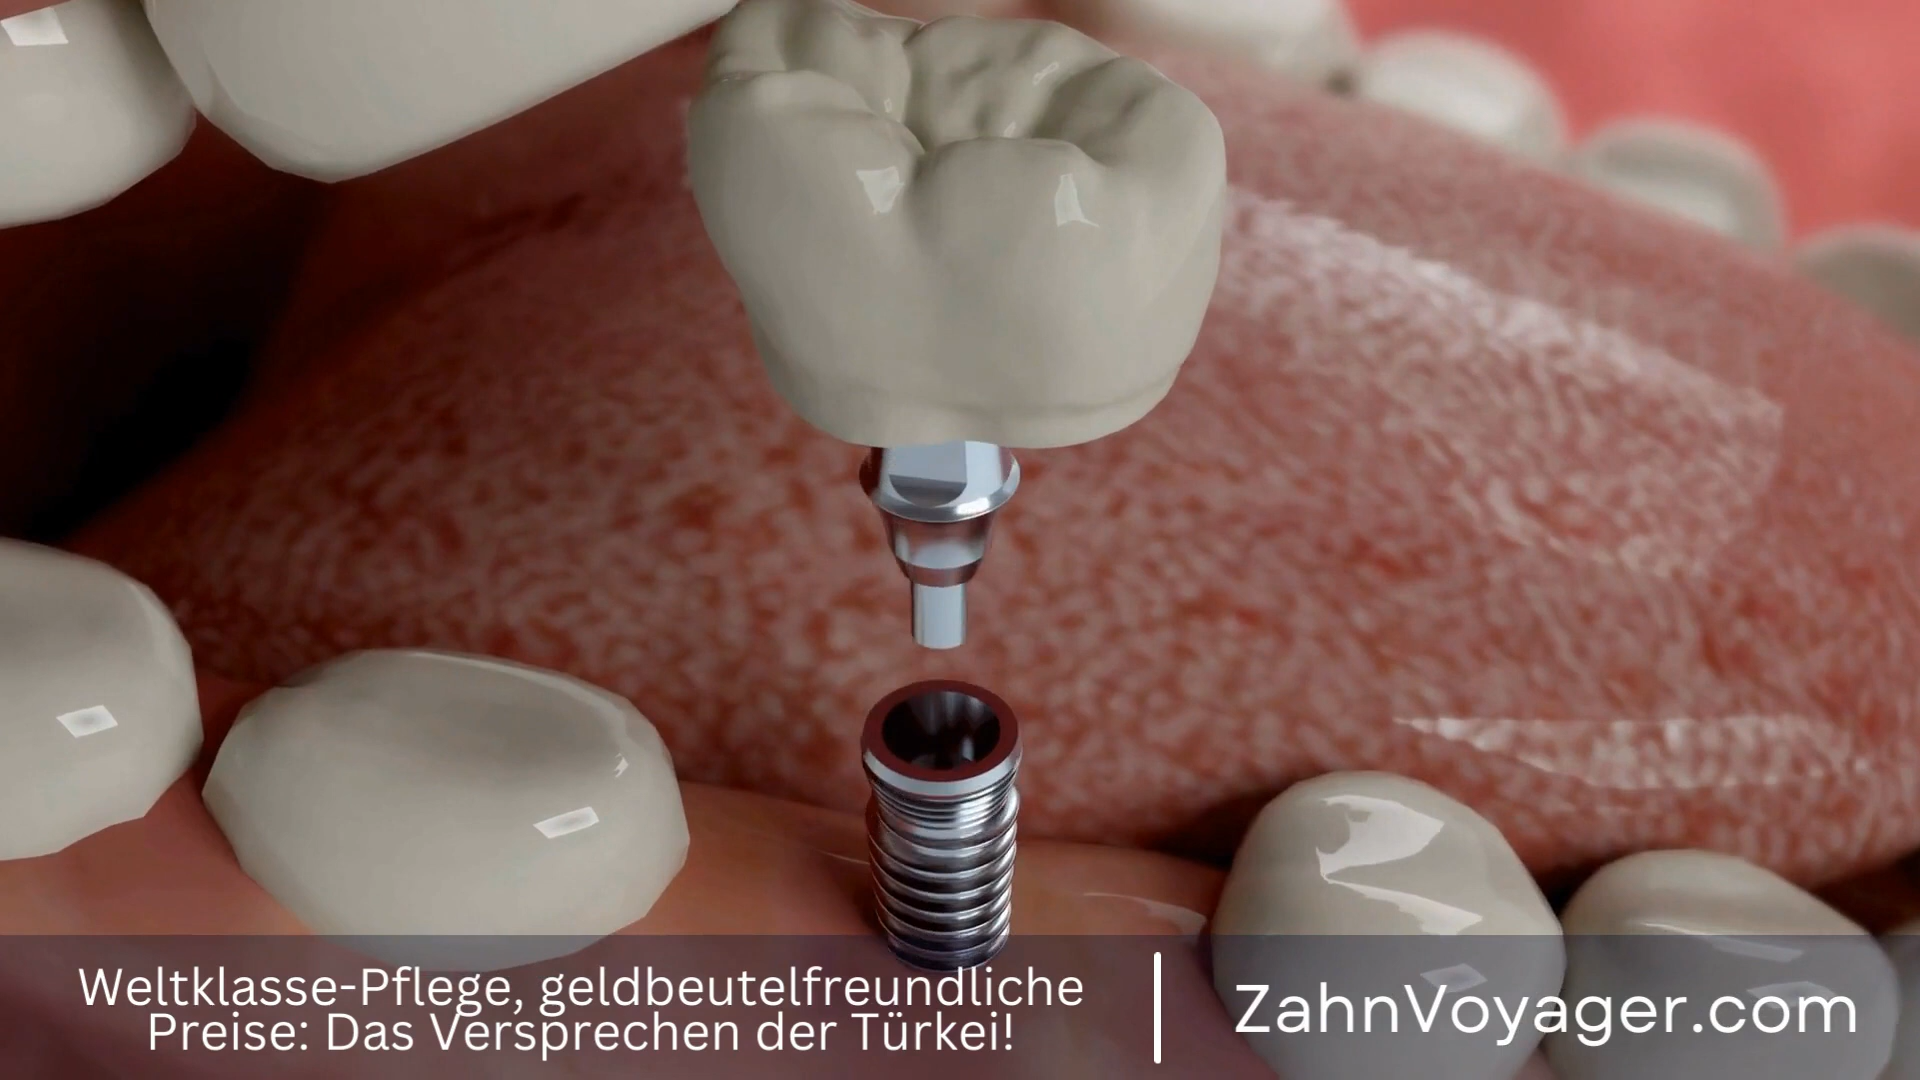 Weltklasse-Pflege, geldbeutelfreundliche
Preise: Das Versprechen der Türkei!
ZahnVoyager.com